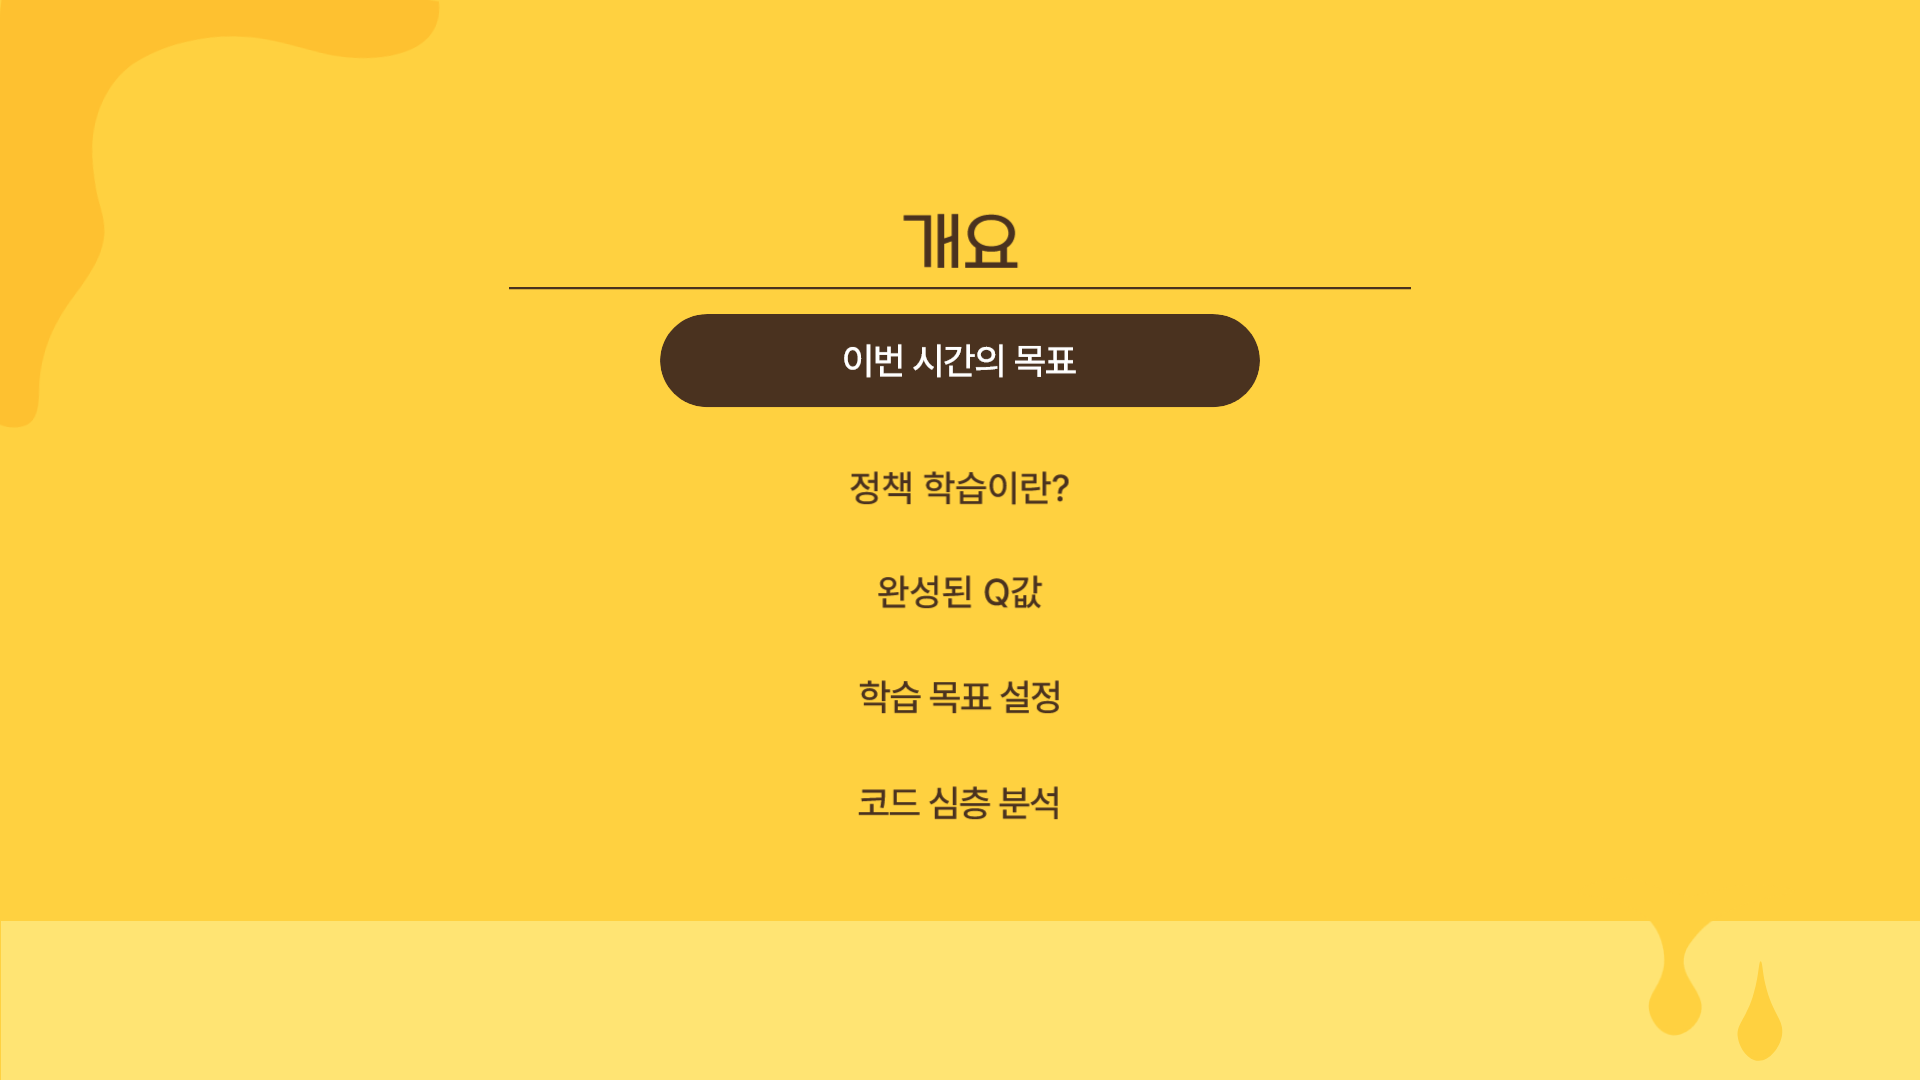 개요
이번 시간의 목표
정책 학습이란?
완성된 Q값
학습 목표 설정
코드 심층 분석